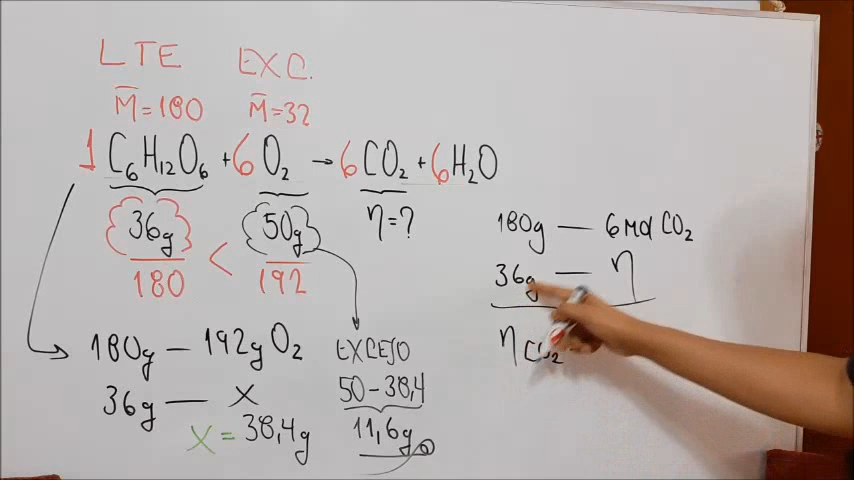 LTE EXC.
M̅=180 M̅=32
1 C₆H₁₂O₆ + 6 O₂ → 6 CO₂ + 6 H₂O
36g < 50g η=?
180 192
180g — 6 mol CO₂
36g — η
η CO₂
180g — 192g O₂
36g — X
X = 38,4g
EXCESO
50 - 38,4
11,6g